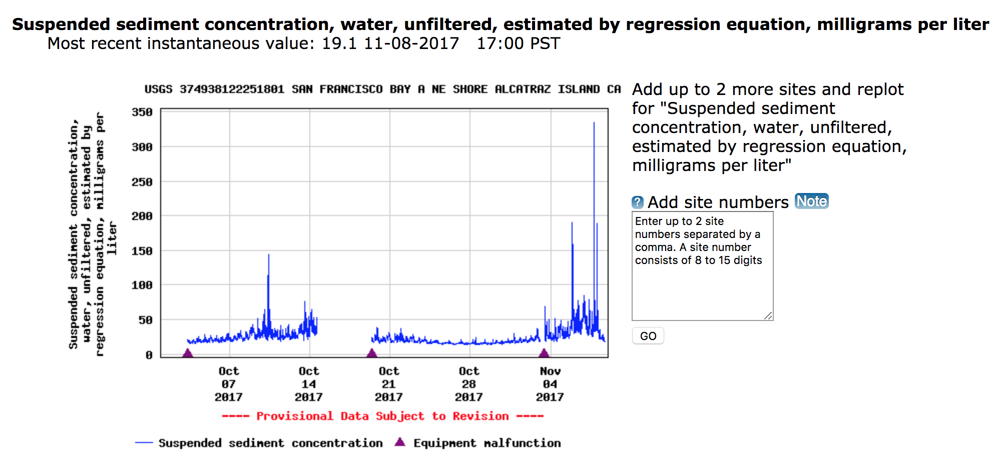 Suspended sediment concentration, water, unfiltered, estimated by regression equation, milligrams per liter
Most recent instantaneous value: 19.1 11-08-2017 17:00 PST
USGS 374938122251801 SAN FRANCISCO BAY A NE SHORE ALCATRAZ ISLAND CA
Suspended sediment concentration,
water, unfiltered, estimated by
regression equation, milligrams per
liter
350
300
250
200
150
100
50
0
Oct 07 2017
Oct 14 2017
Oct 21 2017
Oct 28 2017
Nov 04 2017
---- Provisional Data Subject to Revision ----
Suspended sediment concentration
Equipment malfunction
Add up to 2 more sites and replot
for "Suspended sediment
concentration, water, unfiltered,
estimated by regression equation,
milligrams per liter"
? Add site numbers Note
Enter up to 2 site
numbers separated by a
comma. A site number
consists of 8 to 15 digits
GO